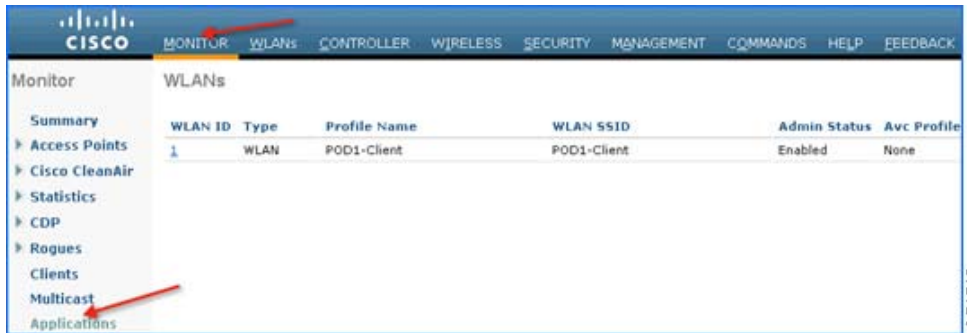 CISCO
MONITOR WLANs CONTROLLER WIRELESS SECURITY MANAGEMENT COMMANDS HELP FEEDBACK
Monitor
Summary
Access Points
Cisco CleanAir
Statistics
CDP
Rogues
Clients
Multicast
Applications
WLANs
WLAN ID Type Profile Name WLAN SSID Admin Status Avc Profile
1 WLAN POD1-Client POD1-Client Enabled None